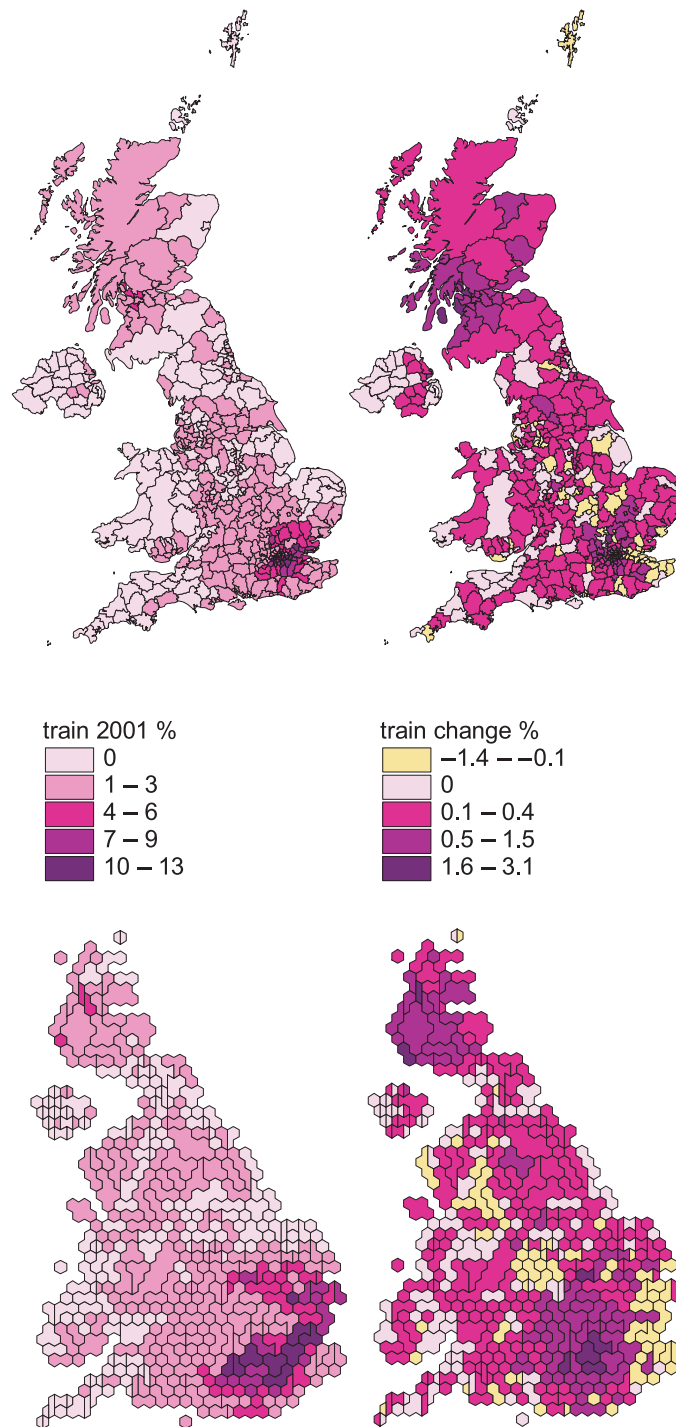 train 2001 %
0
1 – 3
4 – 6
7 – 9
10 – 13
train change %
–1.4 – –0.1
0
0.1 – 0.4
0.5 – 1.5
1.6 – 3.1